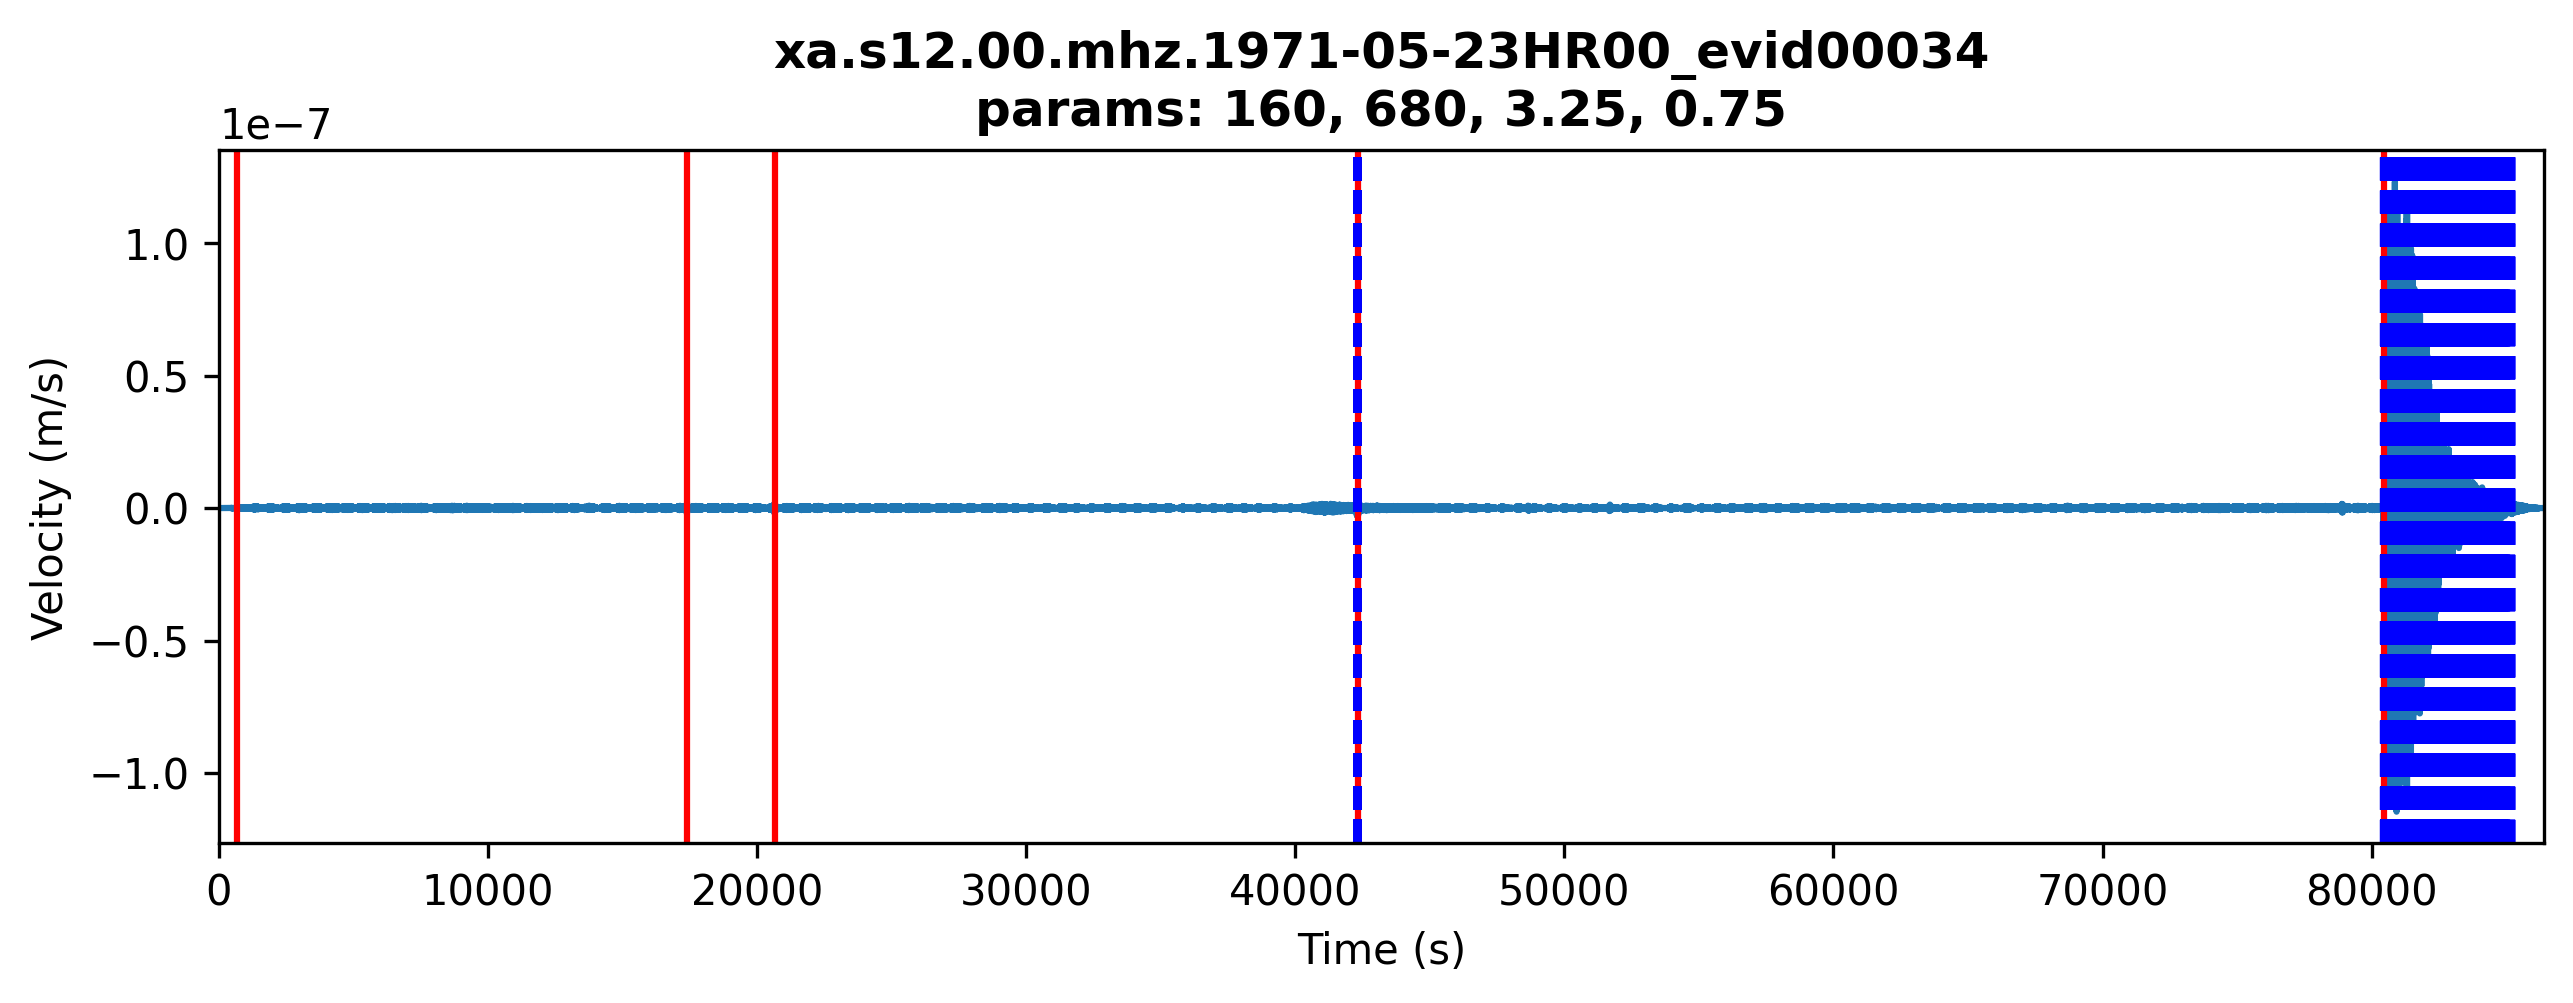 xa.s12.00.mhz.1971-05-23HR00_evid00034
params: 160, 680, 3.25, 0.75
1e−7
1.0
0.5
0.0
−0.5
−1.0
Velocity (m/s)
0 10000 20000 30000 40000 50000 60000 70000 80000
Time (s)